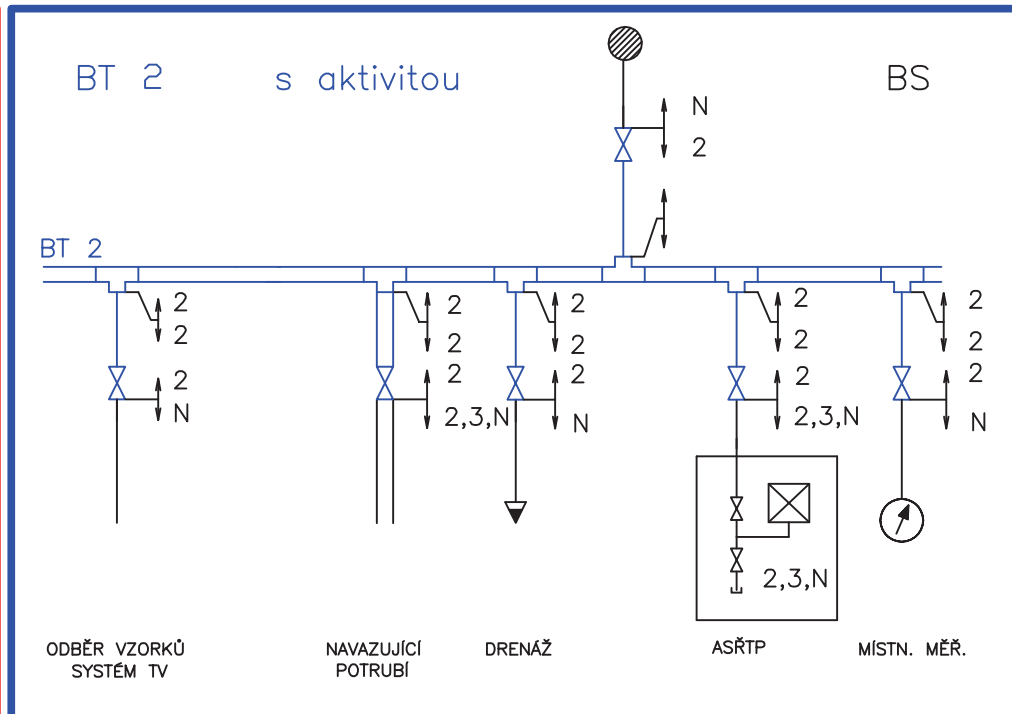 BT 2 s aktivitou BS
N
2
BT 2
2 2 2 2 2
2 2 2 2 2
2 2 2 2 2
N 2,3,N N 2,3,N N
2,3,N
ODBĚR VZORKŮ NAVAZUJÍCÍ DRENÁŽ ASŘTP MÍSTN. MĚŘ.
SYSTÉM TV POTRUBÍ